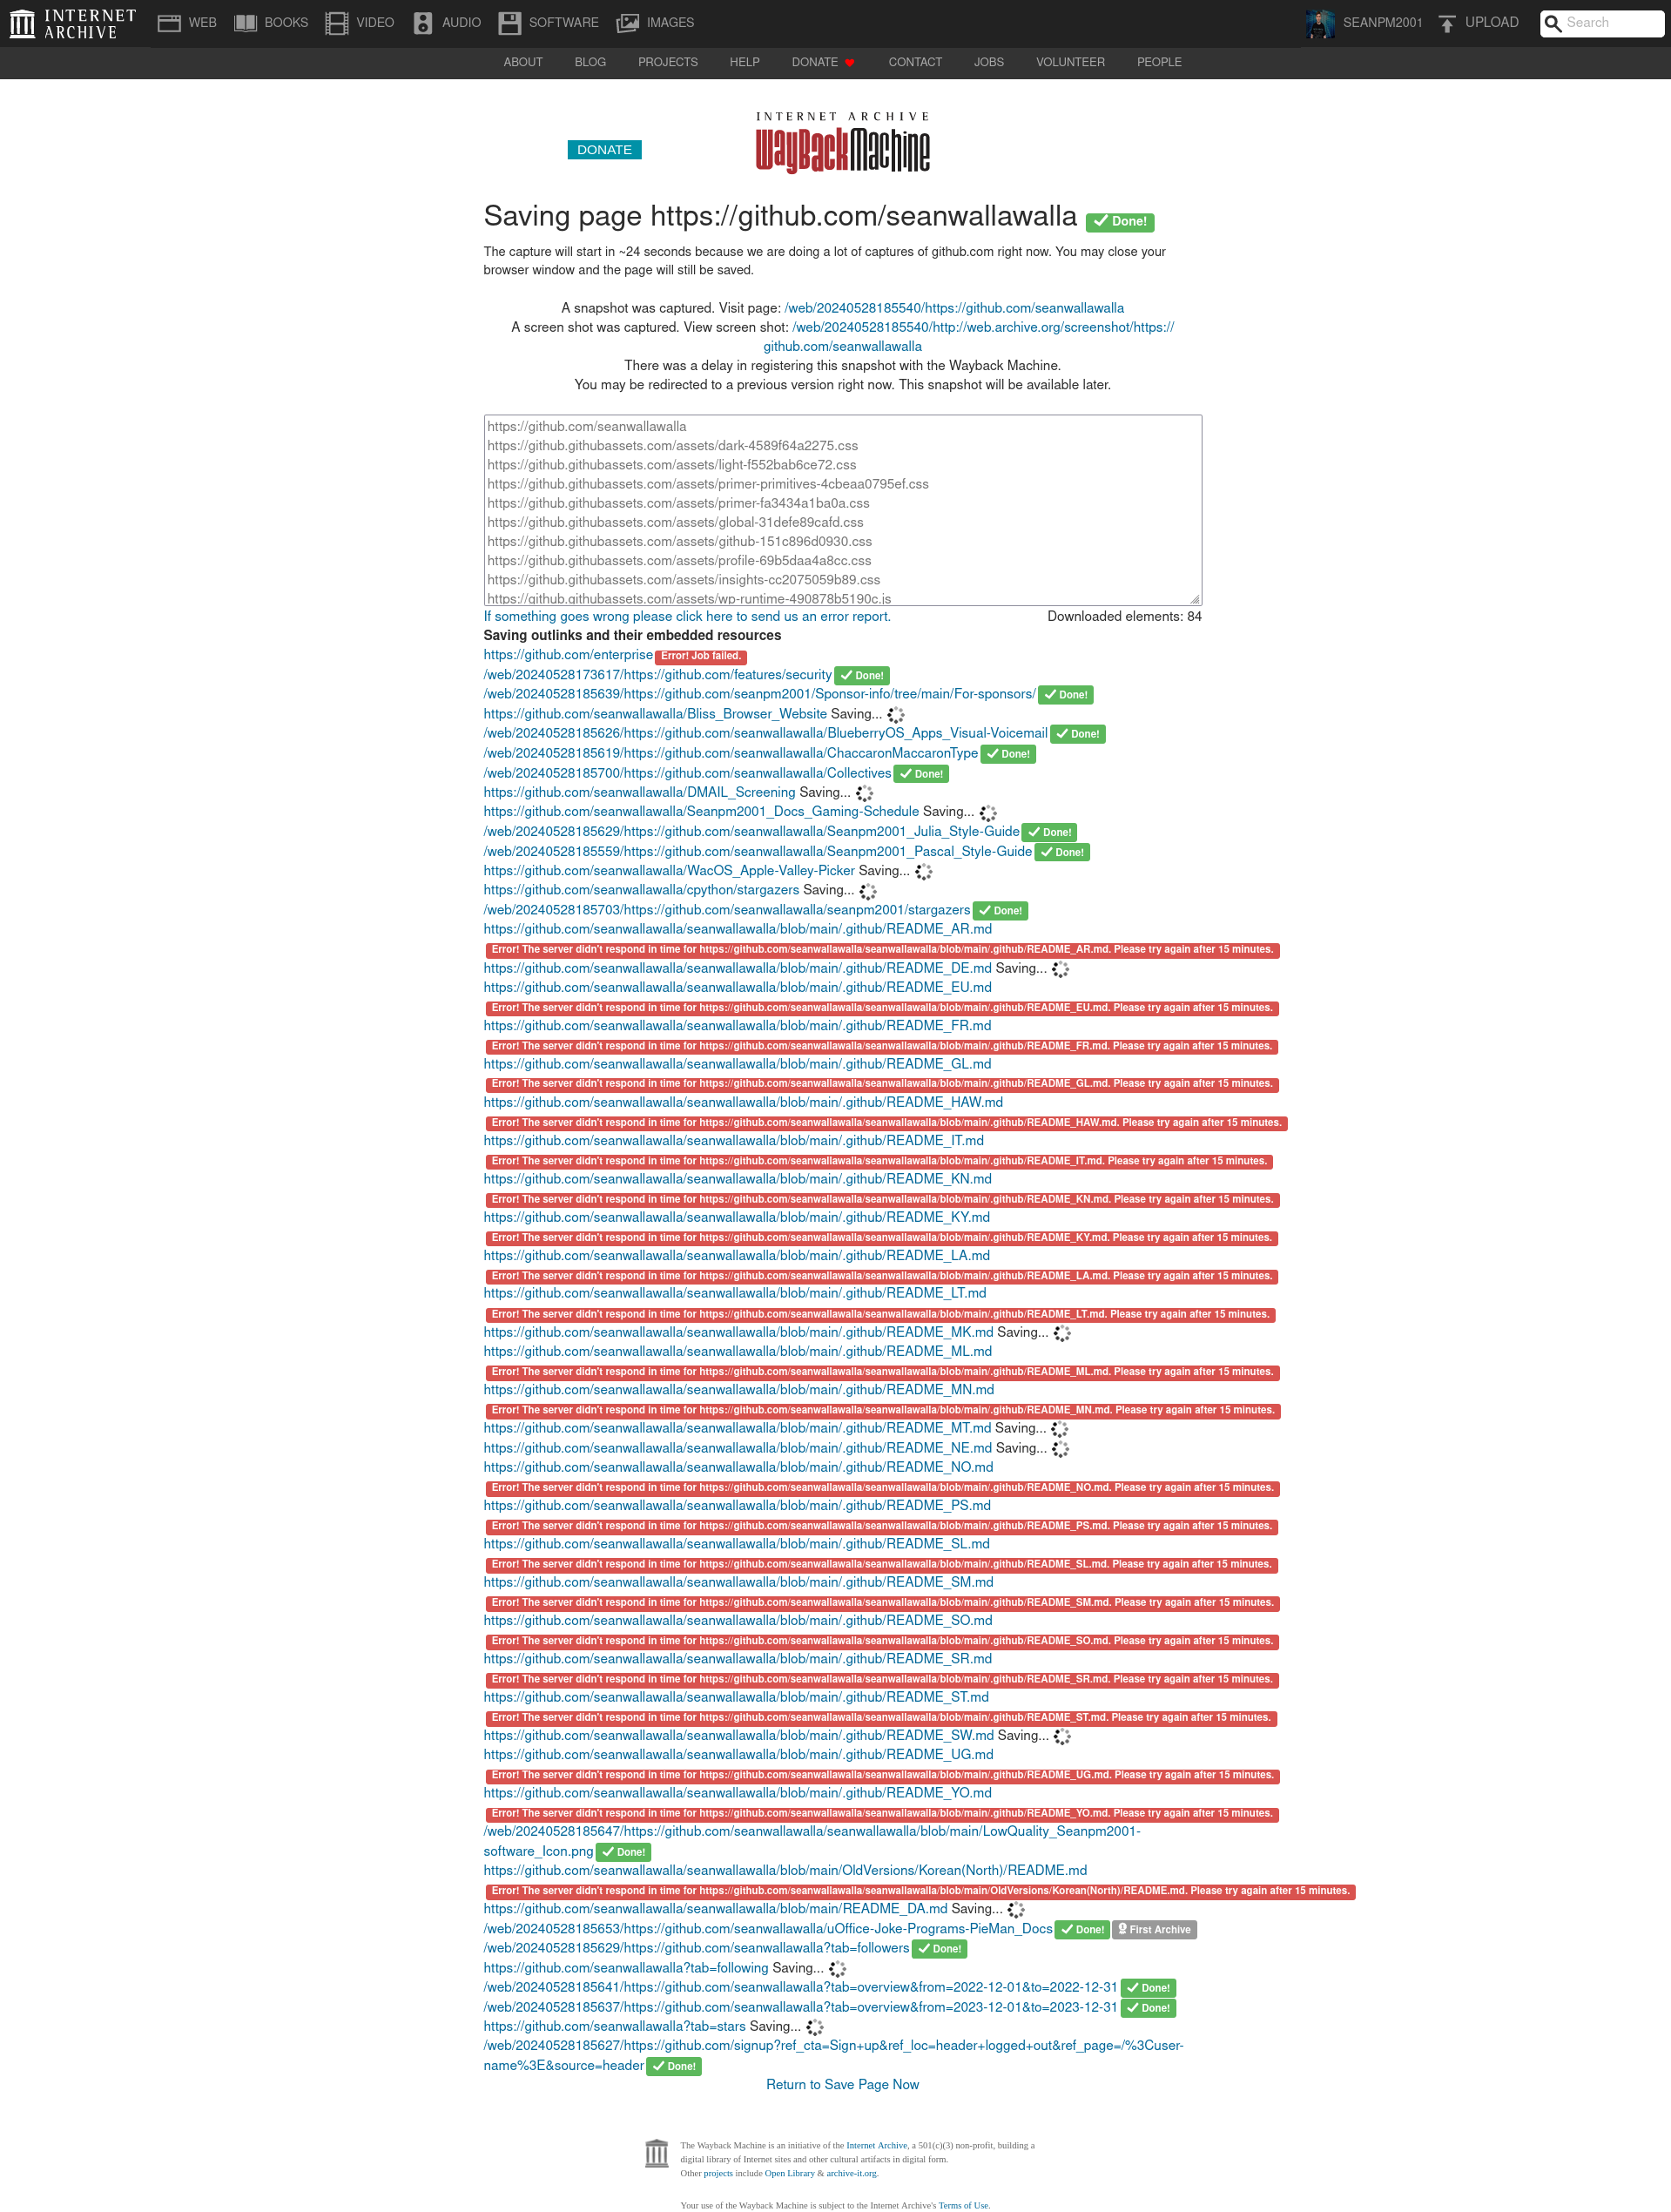 INTERNET ARCHIVE
WEB BOOKS VIDEO AUDIO SOFTWARE IMAGES SEANPM2001 UPLOAD Search
ABOUT BLOG PROJECTS HELP DONATE CONTACT JOBS VOLUNTEER PEOPLE
INTERNET ARCHIVE
WayBackMachine
DONATE
Saving page https://github.com/seanwallawalla Done!
The capture will start in ~24 seconds because we are doing a lot of captures of github.com right now. You may close your
browser window and the page will still be saved.
A snapshot was captured. Visit page: /web/20240528185540/https://github.com/seanwallawalla
A screen shot was captured. View screen shot: /web/20240528185540/http://web.archive.org/screenshot/https://
github.com/seanwallawalla
There was a delay in registering this snapshot with the Wayback Machine.
You may be redirected to a previous version right now. This snapshot will be available later.
https://github.com/seanwallawalla
https://github.githubassets.com/assets/dark-4589f64a2275.css
https://github.githubassets.com/assets/light-f552bab6ce72.css
https://github.githubassets.com/assets/primer-primitives-4cbeaa0795ef.css
https://github.githubassets.com/assets/primer-fa3434a1ba0a.css
https://github.githubassets.com/assets/global-31defe89cafd.css
https://github.githubassets.com/assets/github-151c896d0930.css
https://github.githubassets.com/assets/profile-69b5daa4a8cc.css
https://github.githubassets.com/assets/insights-cc2075059b89.css
https://github.githubassets.com/assets/wp-runtime-490878b5190c.js
If something goes wrong please click here to send us an error report. Downloaded elements: 84
Saving outlinks and their embedded resources
https://github.com/enterprise Error! Job failed.
/web/20240528173617/https://github.com/features/security Done!
/web/20240528185639/https://github.com/seanpm2001/Sponsor-info/tree/main/For-sponsors/ Done!
https://github.com/seanwallawalla/Bliss_Browser_Website Saving...
/web/20240528185626/https://github.com/seanwallawalla/BlueberryOS_Apps_Visual-Voicemail Done!
/web/20240528185619/https://github.com/seanwallawalla/ChaccaronMaccaronType Done!
/web/20240528185700/https://github.com/seanwallawalla/Collectives Done!
https://github.com/seanwallawalla/DMAIL_Screening Saving...
https://github.com/seanwallawalla/Seanpm2001_Docs_Gaming-Schedule Saving...
/web/20240528185629/https://github.com/seanwallawalla/Seanpm2001_Julia_Style-Guide Done!
/web/20240528185559/https://github.com/seanwallawalla/Seanpm2001_Pascal_Style-Guide Done!
https://github.com/seanwallawalla/WacOS_Apple-Valley-Picker Saving...
https://github.com/seanwallawalla/cpython/stargazers Saving...
/web/20240528185703/https://github.com/seanwallawalla/seanpm2001/stargazers Done!
https://github.com/seanwallawalla/seanwallawalla/blob/main/.github/README_AR.md
Error! The server didn't respond in time for https://github.com/seanwallawalla/seanwallawalla/blob/main/.github/README_AR.md. Please try again after 15 minutes.
https://github.com/seanwallawalla/seanwallawalla/blob/main/.github/README_DE.md Saving...
https://github.com/seanwallawalla/seanwallawalla/blob/main/.github/README_EU.md
Error! The server didn't respond in time for https://github.com/seanwallawalla/seanwallawalla/blob/main/.github/README_EU.md. Please try again after 15 minutes.
https://github.com/seanwallawalla/seanwallawalla/blob/main/.github/README_FR.md
Error! The server didn't respond in time for https://github.com/seanwallawalla/seanwallawalla/blob/main/.github/README_FR.md. Please try again after 15 minutes.
https://github.com/seanwallawalla/seanwallawalla/blob/main/.github/README_GL.md
Error! The server didn't respond in time for https://github.com/seanwallawalla/seanwallawalla/blob/main/.github/README_GL.md. Please try again after 15 minutes.
https://github.com/seanwallawalla/seanwallawalla/blob/main/.github/README_HAW.md
Error! The server didn't respond in time for https://github.com/seanwallawalla/seanwallawalla/blob/main/.github/README_HAW.md. Please try again after 15 minutes.
https://github.com/seanwallawalla/seanwallawalla/blob/main/.github/README_IT.md
Error! The server didn't respond in time for https://github.com/seanwallawalla/seanwallawalla/blob/main/.github/README_IT.md. Please try again after 15 minutes.
https://github.com/seanwallawalla/seanwallawalla/blob/main/.github/README_KN.md
Error! The server didn't respond in time for https://github.com/seanwallawalla/seanwallawalla/blob/main/.github/README_KN.md. Please try again after 15 minutes.
https://github.com/seanwallawalla/seanwallawalla/blob/main/.github/README_KY.md
Error! The server didn't respond in time for https://github.com/seanwallawalla/seanwallawalla/blob/main/.github/README_KY.md. Please try again after 15 minutes.
https://github.com/seanwallawalla/seanwallawalla/blob/main/.github/README_LA.md
Error! The server didn't respond in time for https://github.com/seanwallawalla/seanwallawalla/blob/main/.github/README_LA.md. Please try again after 15 minutes.
https://github.com/seanwallawalla/seanwallawalla/blob/main/.github/README_LT.md
Error! The server didn't respond in time for https://github.com/seanwallawalla/seanwallawalla/blob/main/.github/README_LT.md. Please try again after 15 minutes.
https://github.com/seanwallawalla/seanwallawalla/blob/main/.github/README_MK.md Saving...
https://github.com/seanwallawalla/seanwallawalla/blob/main/.github/README_ML.md
Error! The server didn't respond in time for https://github.com/seanwallawalla/seanwallawalla/blob/main/.github/README_ML.md. Please try again after 15 minutes.
https://github.com/seanwallawalla/seanwallawalla/blob/main/.github/README_MN.md
Error! The server didn't respond in time for https://github.com/seanwallawalla/seanwallawalla/blob/main/.github/README_MN.md. Please try again after 15 minutes.
https://github.com/seanwallawalla/seanwallawalla/blob/main/.github/README_MT.md Saving...
https://github.com/seanwallawalla/seanwallawalla/blob/main/.github/README_NE.md Saving...
https://github.com/seanwallawalla/seanwallawalla/blob/main/.github/README_NO.md
Error! The server didn't respond in time for https://github.com/seanwallawalla/seanwallawalla/blob/main/.github/README_NO.md. Please try again after 15 minutes.
https://github.com/seanwallawalla/seanwallawalla/blob/main/.github/README_PS.md
Error! The server didn't respond in time for https://github.com/seanwallawalla/seanwallawalla/blob/main/.github/README_PS.md. Please try again after 15 minutes.
https://github.com/seanwallawalla/seanwallawalla/blob/main/.github/README_SL.md
Error! The server didn't respond in time for https://github.com/seanwallawalla/seanwallawalla/blob/main/.github/README_SL.md. Please try again after 15 minutes.
https://github.com/seanwallawalla/seanwallawalla/blob/main/.github/README_SM.md
Error! The server didn't respond in time for https://github.com/seanwallawalla/seanwallawalla/blob/main/.github/README_SM.md. Please try again after 15 minutes.
https://github.com/seanwallawalla/seanwallawalla/blob/main/.github/README_SO.md
Error! The server didn't respond in time for https://github.com/seanwallawalla/seanwallawalla/blob/main/.github/README_SO.md. Please try again after 15 minutes.
https://github.com/seanwallawalla/seanwallawalla/blob/main/.github/README_SR.md
Error! The server didn't respond in time for https://github.com/seanwallawalla/seanwallawalla/blob/main/.github/README_SR.md. Please try again after 15 minutes.
https://github.com/seanwallawalla/seanwallawalla/blob/main/.github/README_ST.md
Error! The server didn't respond in time for https://github.com/seanwallawalla/seanwallawalla/blob/main/.github/README_ST.md. Please try again after 15 minutes.
https://github.com/seanwallawalla/seanwallawalla/blob/main/.github/README_SW.md Saving...
https://github.com/seanwallawalla/seanwallawalla/blob/main/.github/README_UG.md
Error! The server didn't respond in time for https://github.com/seanwallawalla/seanwallawalla/blob/main/.github/README_UG.md. Please try again after 15 minutes.
https://github.com/seanwallawalla/seanwallawalla/blob/main/.github/README_YO.md
Error! The server didn't respond in time for https://github.com/seanwallawalla/seanwallawalla/blob/main/.github/README_YO.md. Please try again after 15 minutes.
/web/20240528185647/https://github.com/seanwallawalla/seanwallawalla/blob/main/LowQuality_Seanpm2001-
software_Icon.png Done!
https://github.com/seanwallawalla/seanwallawalla/blob/main/OldVersions/Korean(North)/README.md
Error! The server didn't respond in time for https://github.com/seanwallawalla/seanwallawalla/blob/main/OldVersions/Korean(North)/README.md. Please try again after 15 minutes.
https://github.com/seanwallawalla/seanwallawalla/blob/main/README_DA.md Saving...
/web/20240528185653/https://github.com/seanwallawalla/uOffice-Joke-Programs-PieMan_Docs Done! First Archive
/web/20240528185629/https://github.com/seanwallawalla?tab=followers Done!
https://github.com/seanwallawalla?tab=following Saving...
/web/20240528185641/https://github.com/seanwallawalla?tab=overview&from=2022-12-01&to=2022-12-31 Done!
/web/20240528185637/https://github.com/seanwallawalla?tab=overview&from=2023-12-01&to=2023-12-31 Done!
https://github.com/seanwallawalla?tab=stars Saving...
/web/20240528185627/https://github.com/signup?ref_cta=Sign+up&ref_loc=header+logged+out&ref_page=/%3Cuser-
name%3E&source=header Done!
Return to Save Page Now
The Wayback Machine is an initiative of the Internet Archive, a 501(c)(3) non-profit, building a
digital library of Internet sites and other cultural artifacts in digital form.
Other projects include Open Library & archive-it.org.
Your use of the Wayback Machine is subject to the Internet Archive's Terms of Use.